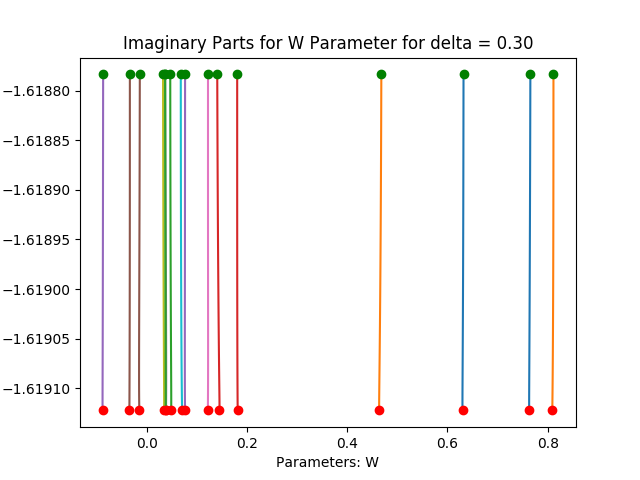 Imaginary Parts for W Parameter for delta = 0.30
−1.61880
−1.61885
−1.61890
−1.61895
−1.61900
−1.61905
−1.61910
0.0 0.2 0.4 0.6 0.8
Parameters: W